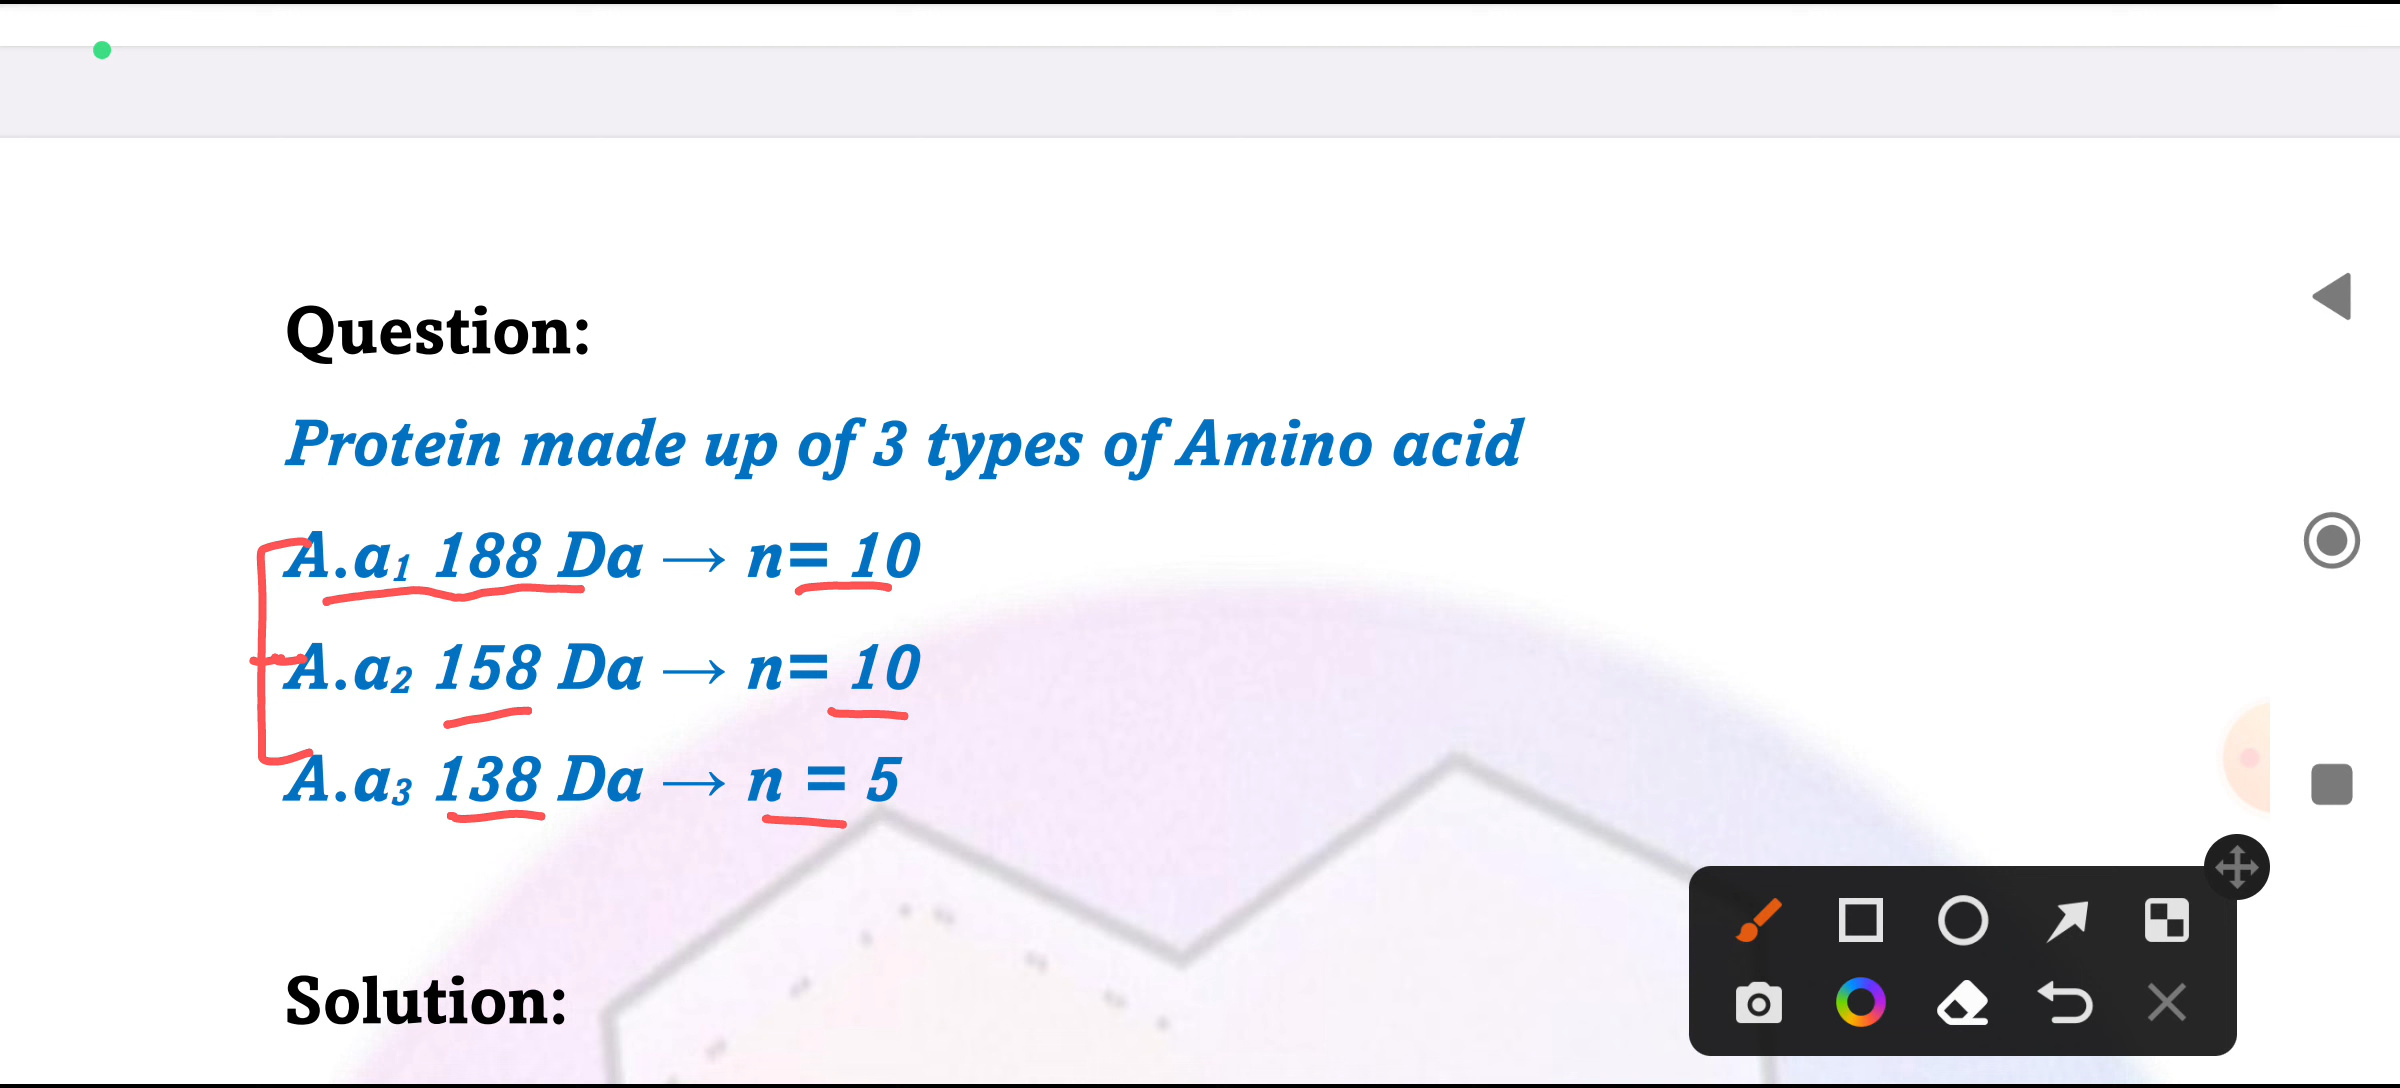 Question:
Protein made up of 3 types of Amino acid
A.a₁ 188 Da → n= 10
A.a₂ 158 Da → n= 10
A.a₃ 138 Da → n = 5
Solution: